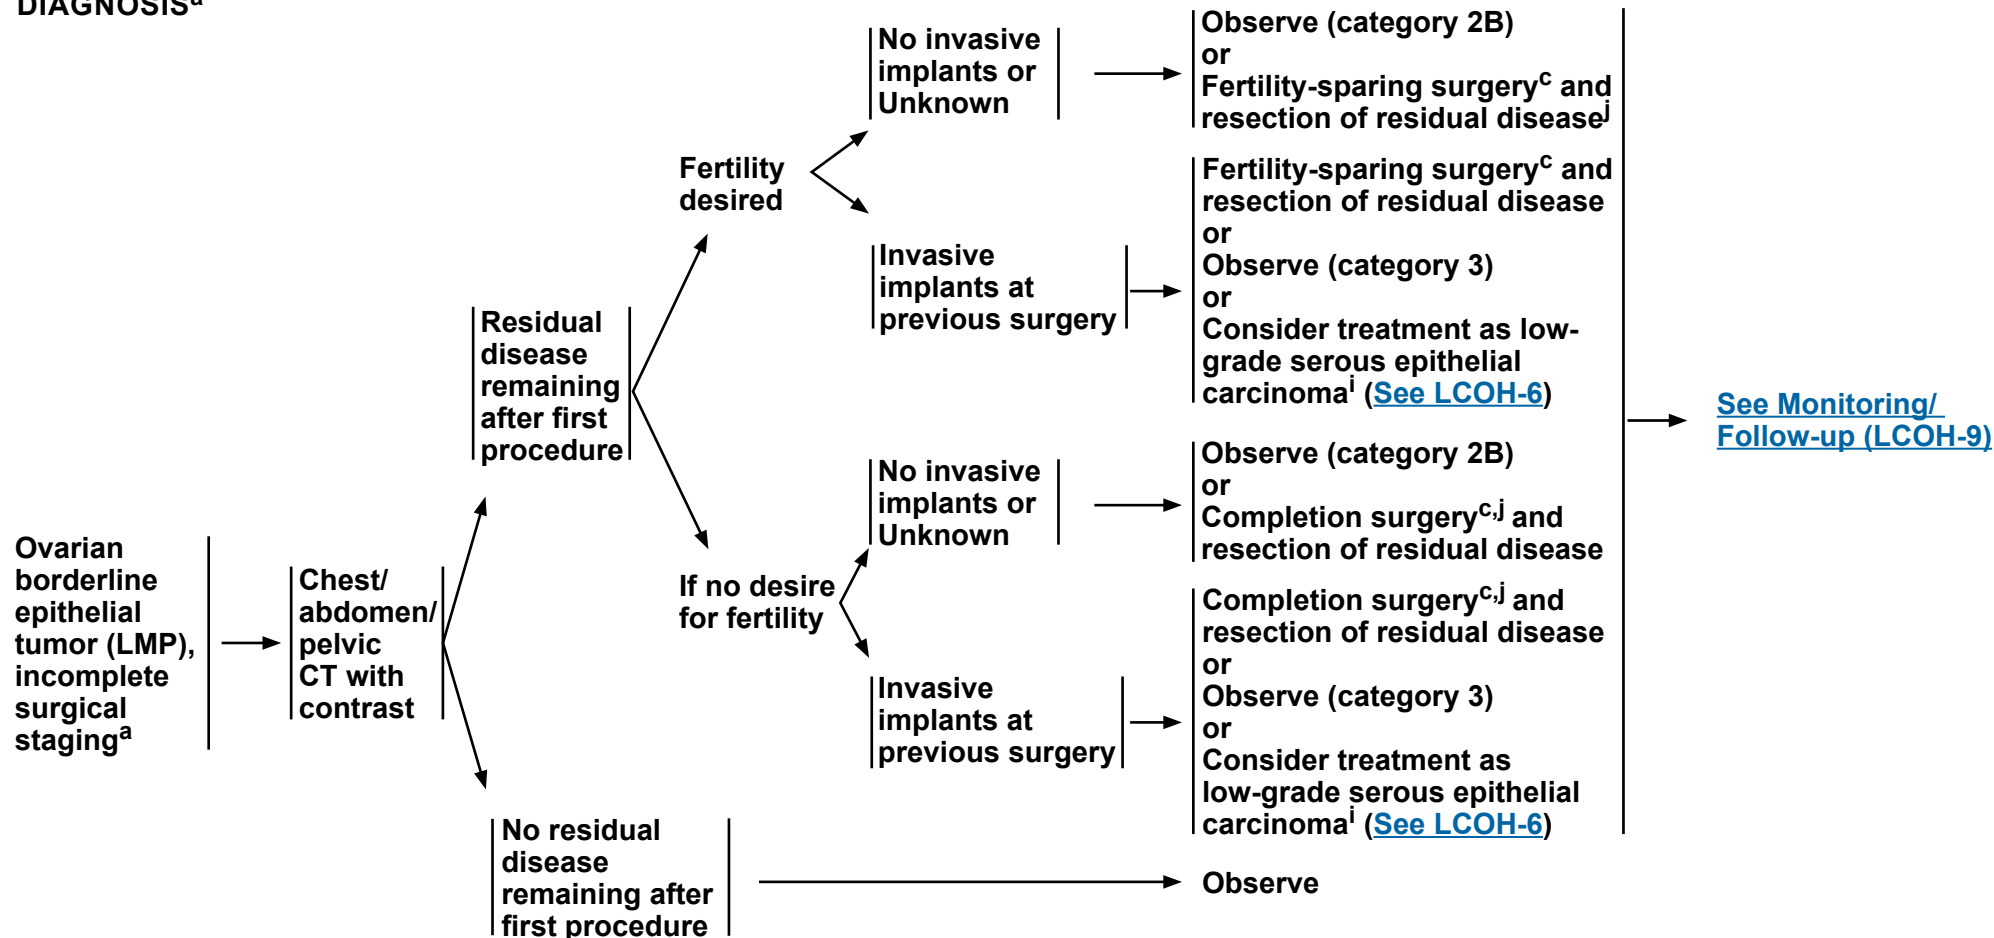 DIAGNOSISa
Ovarian
borderline
epithelial
tumor (LMP),
incomplete
surgical
staginga
Chest/
abdomen/
pelvic
CT with
contrast
Residual
disease
remaining
after first
procedure
Fertility
desired
No invasive
implants or
Unknown
Observe (category 2B)
or
Fertility-sparing surgeryc and
resection of residual diseasej
Invasive
implants at
previous surgery
Fertility-sparing surgeryc and
resection of residual disease
or
Observe (category 3)
or
Consider treatment as low-
grade serous epithelial
carcinomai (See LCOH-6)
If no desire
for fertility
No invasive
implants or
Unknown
Observe (category 2B)
or
Completion surgeryc,j and
resection of residual disease
Invasive
implants at
previous surgery
Completion surgeryc,j and
resection of residual disease
or
Observe (category 3)
or
Consider treatment as
low-grade serous epithelial
carcinomai (See LCOH-6)
No residual
disease
remaining after
first procedure
Observe
See Monitoring/
Follow-up (LCOH-9)